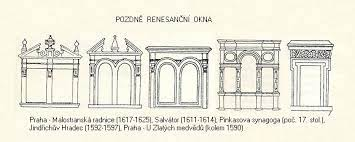 POZDNĚ RENESANČNÍ OKNA
Praha - Malostranská radnice (1617-1625), Salvátor (1611-1614), Pinkasova synagoga (poč. 17. stol.),
Jindřichův Hradec (1592-1597), Praha - U Zlatých medvědů (kolem 1590)